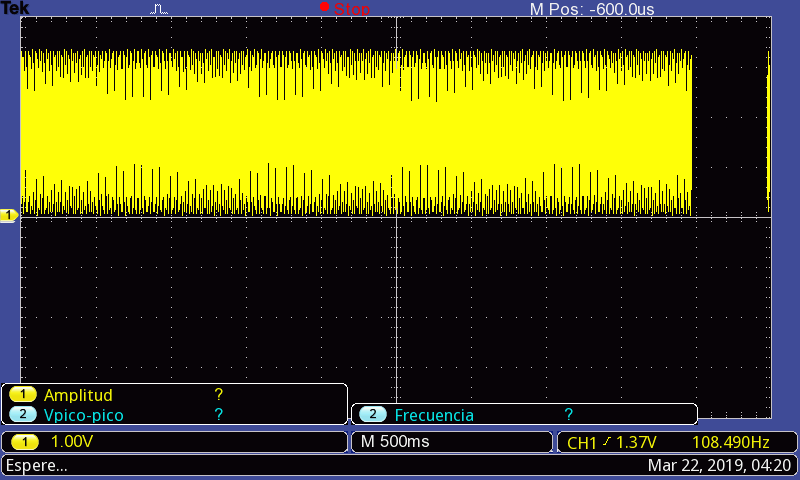 Tek Stop M Pos: -600.0us
1
1 Amplitud ?
2 Vpico-pico ? 2 Frecuencia ?
1 1.00V M 500ms CH1 1.37V 108.490Hz
Espere... Mar 22, 2019, 04:20